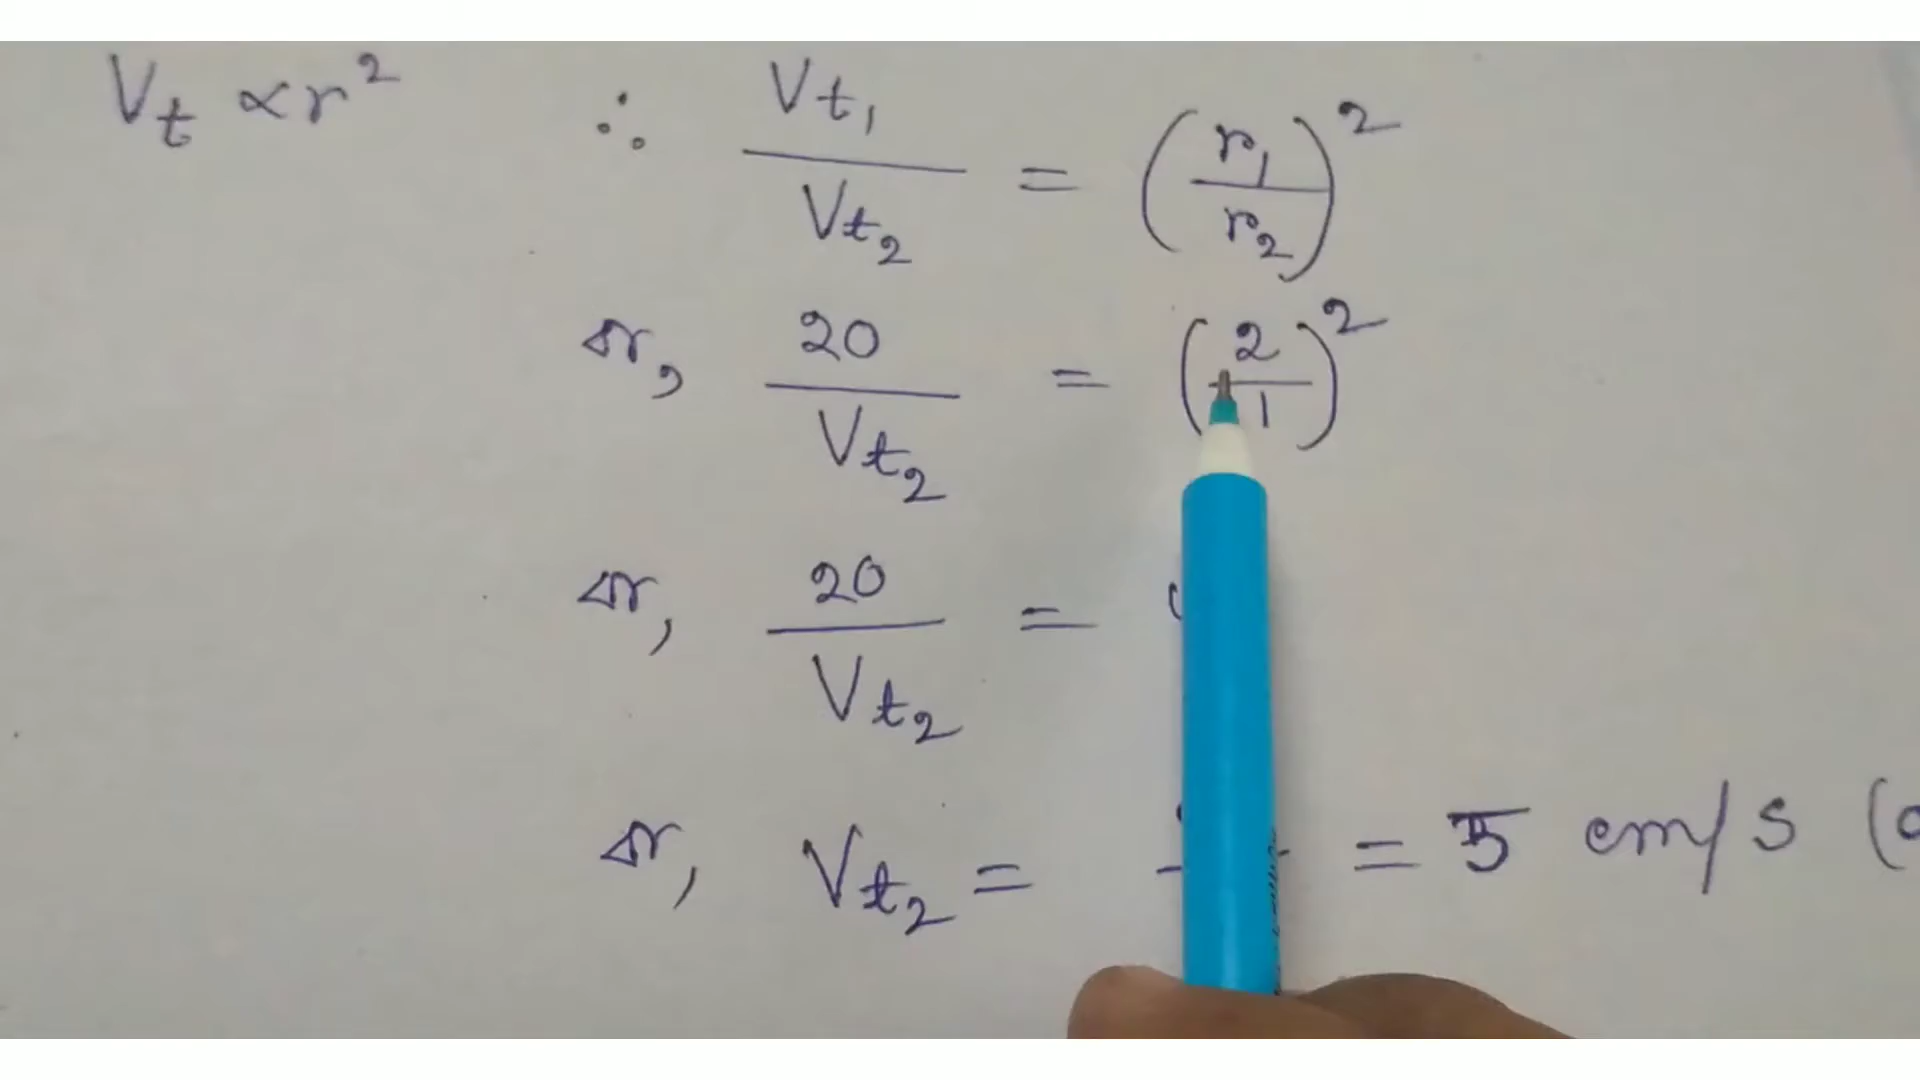 Vt ∝ r² ∴ Vt₁/Vt₂ = (r₁/r₂)²
or, 20/Vt₂ = (2/1)²
or, 20/Vt₂ =
or, Vt₂ = = 5 cm/s (